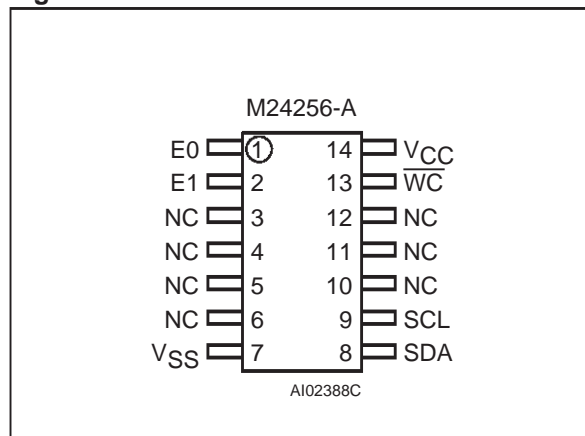 M24256-A
E0 1 14 VCC
E1 2 13 W̅C̅
NC 3 12 NC
NC 4 11 NC
NC 5 10 NC
NC 6 9 SCL
VSS 7 8 SDA
AI02388C